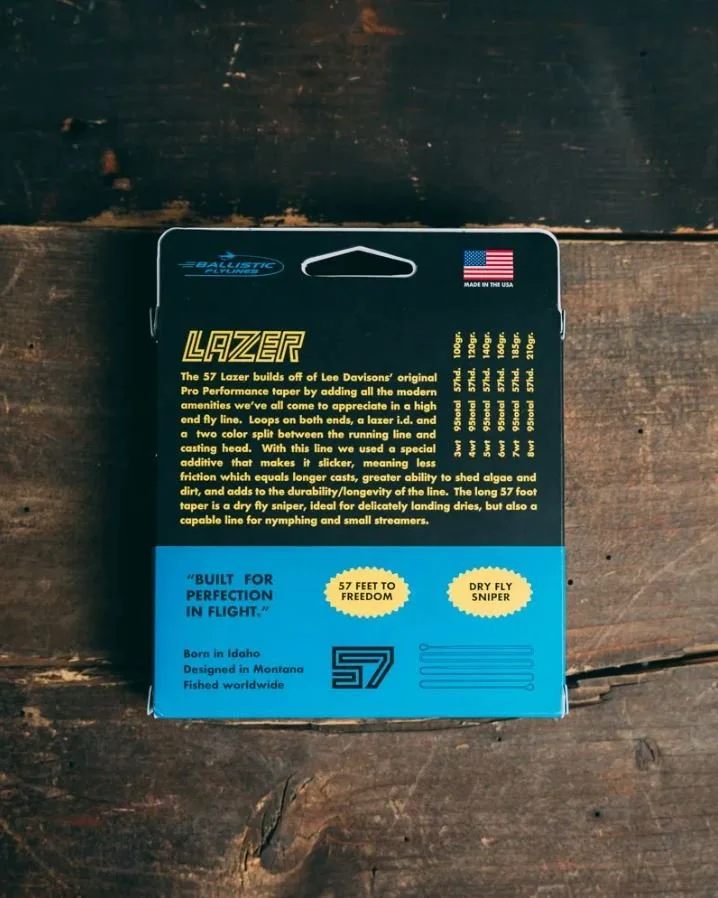 BALLISTIC
FLYLINES
MADE IN THE USA
LAZER
The 57 Lazer builds off of Lee Davisons' original
Pro Performance taper by adding all the modern
amenities we've all come to appreciate in a high
end fly line. Loops on both ends, a lazer i.d. and
a two color split between the running line and
casting head. With this line we used a special
additive that makes it slicker, meaning less
friction which equals longer casts, greater ability to shed algae and
dirt, and adds to the durability/longevity of the line. The long 57 foot
taper is a dry fly sniper, ideal for delicately landing dries, but also a
capable line for nymphing and small streamers.
3wt 95total 57hd. 100gr.
4wt 95total 57hd. 120gr.
5wt 95total 57hd. 140gr.
6wt 95total 57hd. 160gr.
7wt 95total 57hd. 185gr.
8wt 95total 57hd. 210gr.
"BUILT FOR
PERFECTION
IN FLIGHT."
57 FEET TO
FREEDOM
DRY FLY
SNIPER
Born in Idaho
Designed in Montana
Fished worldwide
57